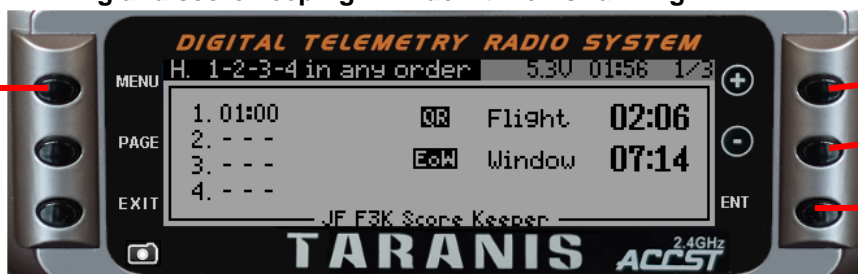 DIGITAL TELEMETRY RADIO SYSTEM
MENU
H. 1-2-3-4 in any order 5.3V 01:56 1/3
1. 01:00
2. - - -
3. - - -
4. - - -
QR Flight 02:06
EoW Window 07:14
JF F3K Score Keeper
PAGE
EXIT
+
-
ENT
TARANIS
2.4GHz
ACCST